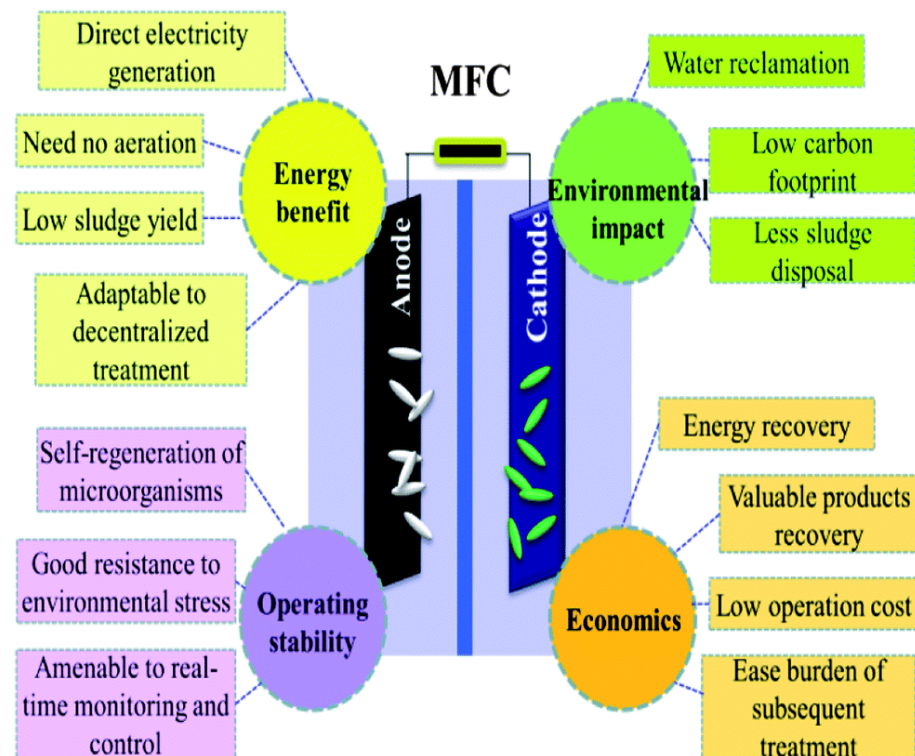 Direct electricity
generation
Need no aeration
Low sludge yield
Adaptable to
decentralized
treatment
Energy
benefit
MFC
Anode
Cathode
Environmental
impact
Water reclamation
Low carbon
footprint
Less sludge
disposal
Self-regeneration of
microorganisms
Good resistance to
environmental stress
Amenable to real-
time monitoring and
control
Operating
stability
Economics
Energy recovery
Valuable products
recovery
Low operation cost
Ease burden of
subsequent
treatment